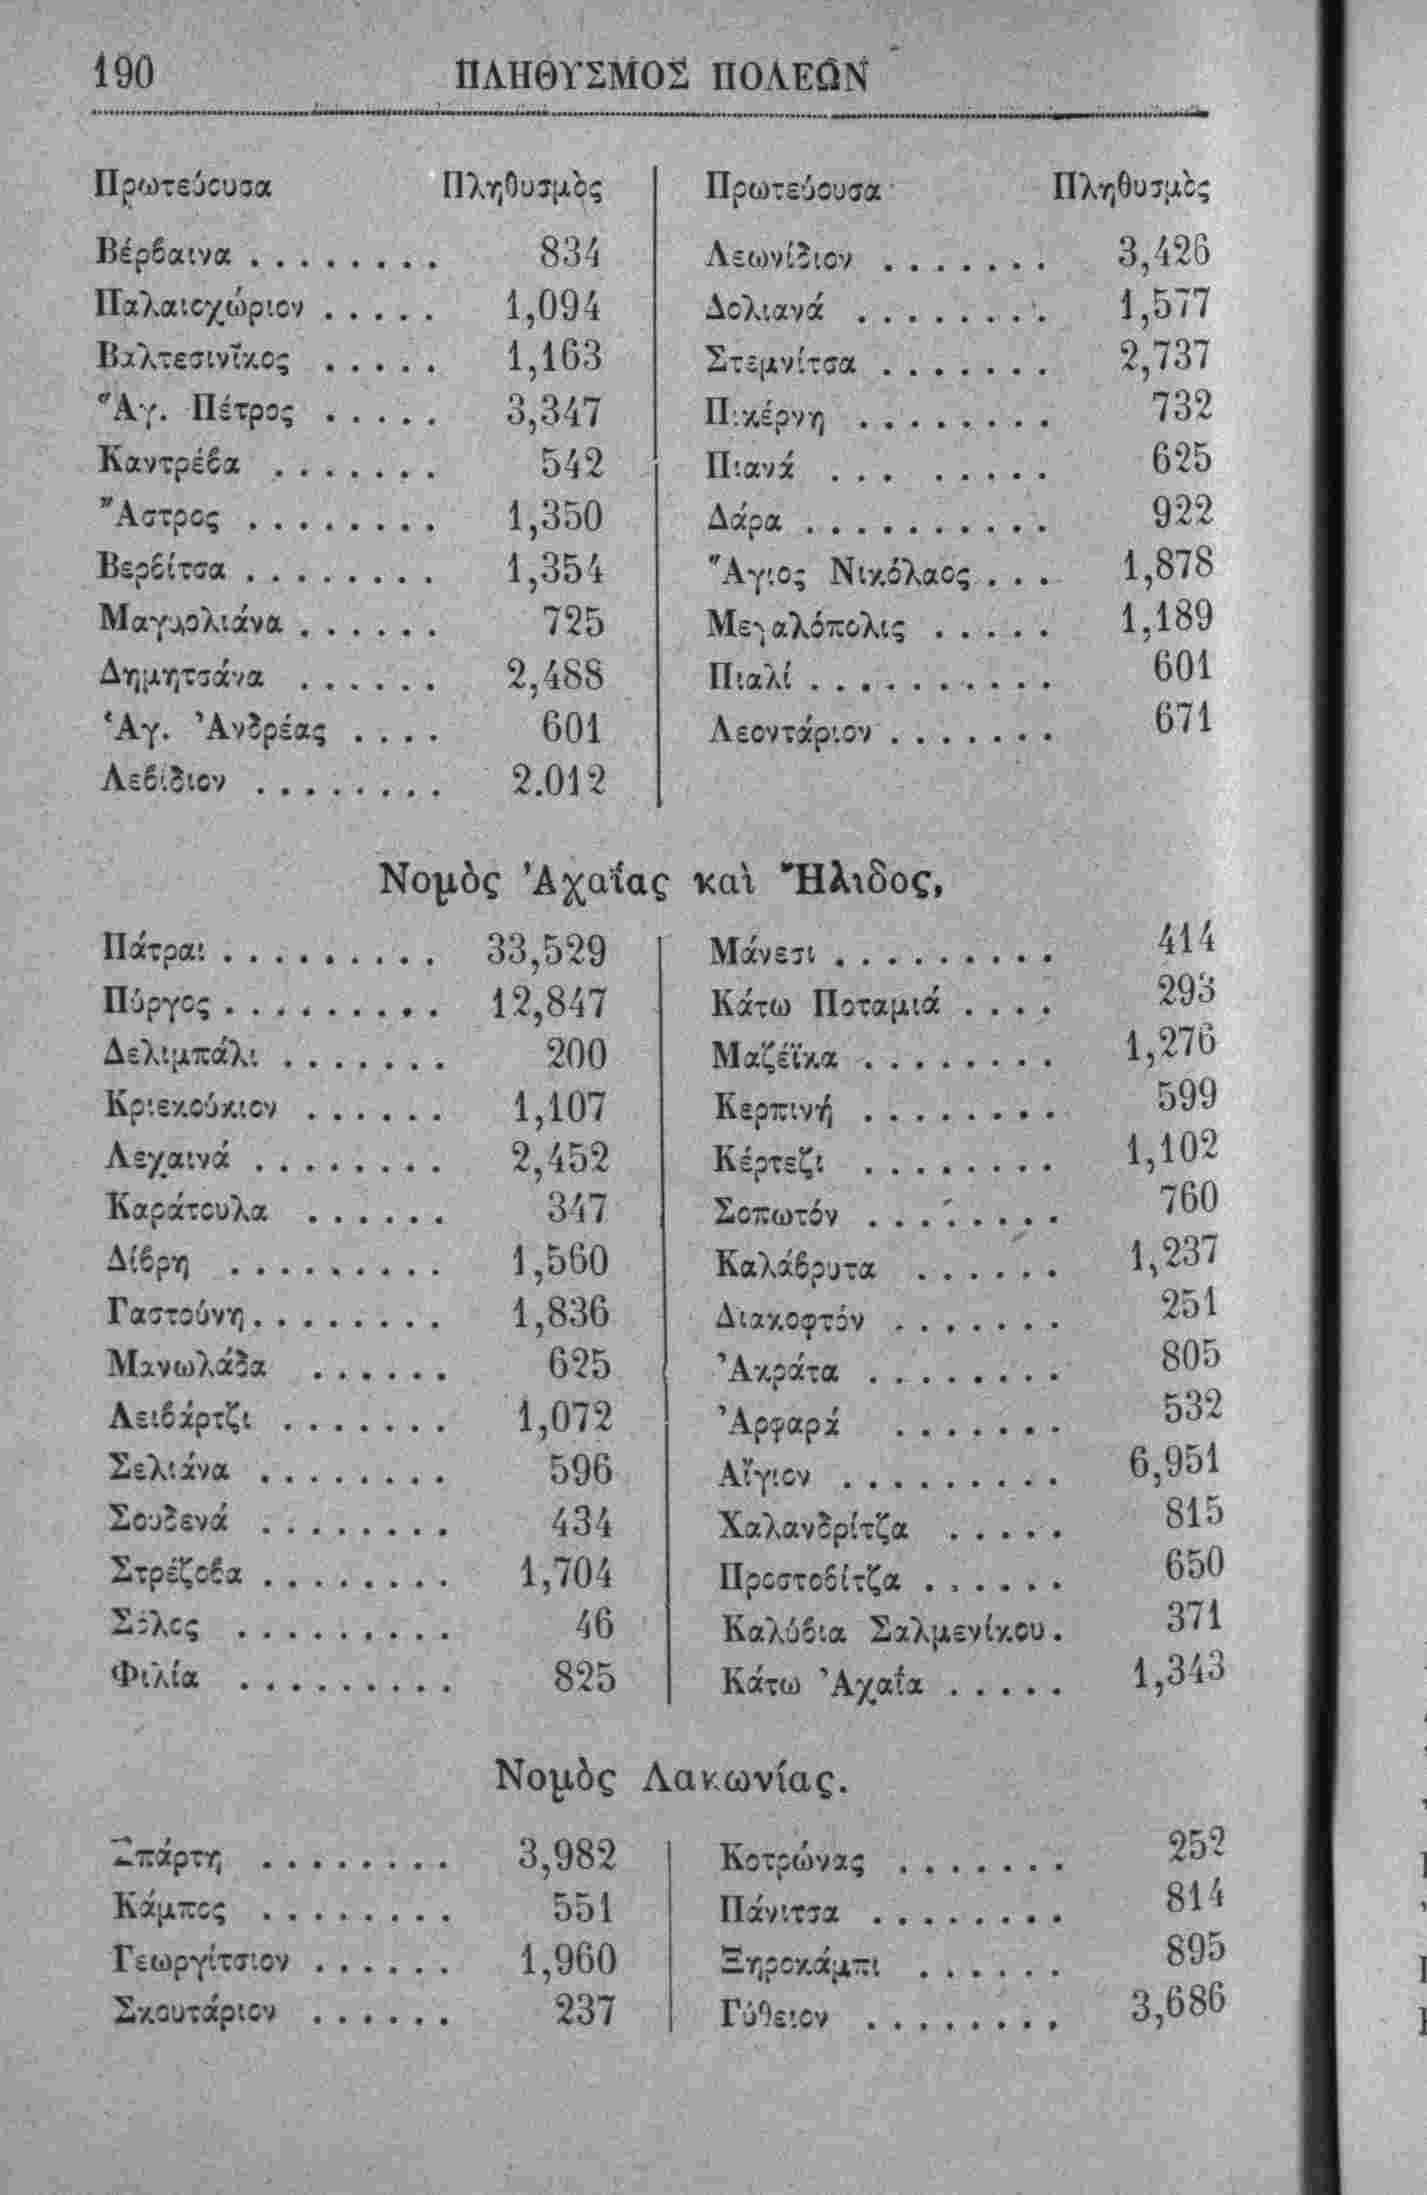 190 ΠΛΗΘΥΣΜΟΣ ΠΟΛΕΩΝ
Πρωτεύουσα Πληθυσμὸς
Βέρβαινα . . . . . . . . 834
Παλαιοχώριον . . . . . 1,094
Βαλτεσινῖκος . . . . . 1,163
Ἅγ. Πέτρος . . . . . 3,347
Καντρέβα . . . . . . . 542
Ἄστρος . . . . . . . . 1,350
Βερβίτσα . . . . . . . . 1,354
Μαγουλιάνα . . . . . . 725
Δημητσάνα . . . . . . 2,488
Ἁγ. Ἀνδρέας . . . . 601
Λεβίδιον . . . . . . . . 2.012
Πρωτεύουσα Πληθυσμὸς
Λεωνίδιον . . . . . . . 3,426
Δολιανά . . . . . . . . 1,577
Στεμνίτσα . . . . . . . 2,737
Πικέρνη . . . . . . . . 732
Πιανά . . . . . . . . 625
Δάρα . . . . . . . . . . 922
Ἅγιος Νικόλαος . . . 1,878
Μεγαλόπολις . . . . . 1,189
Πιαλί . . . . . . . . . . 601
Λεοντάριον . . . . . . . 671
Νομὸς Ἀχαΐας καὶ Ἤλιδος,
Πάτραι . . . . . . . . . 33,529
Πύργος . . . . . . . . . 12,847
Δελιμπάλι . . . . . . . 200
Κριεκούκιον . . . . . . 1,107
Λεχαινά . . . . . . . . 2,452
Καράτουλα . . . . . . 347
Δίβρη . . . . . . . . . 1,560
Γαστούνη . . . . . . . . 1,836
Μανωλάδα . . . . . . 625
Λειβάρτζι . . . . . . . 1,072
Σελιάνα . . . . . . . . 596
Σουδενά . . . . . . . . 434
Στρέζοβα . . . . . . . . 1,704
Σόλος . . . . . . . . . 46
Φιλία . . . . . . . . . 825
Μάνεσι . . . . . . . . . 414
Κάτω Ποταμιά . . . . 293
Μαζέϊκα . . . . . . . . 1,276
Κερπινή . . . . . . . . 599
Κέρτεζι . . . . . . . . 1,102
Σοπωτόν . . . . . . . . 760
Καλάβρυτα . . . . . . 1,237
Διακοφτόν . . . . . . . 251
Ἀκράτα . . . . . . . . 805
Ἀρφαρά . . . . . . . 532
Αἴγιον . . . . . . . . . 6,951
Χαλανδρίτζα . . . . . 815
Προστοβίτζα . . . . . . 650
Καλύβια Σαλμενίκου . 371
Κάτω Ἀχαΐα . . . . . 1,343
Νομὸς Λακωνίας.
Σπάρτη . . . . . . . . 3,982
Κάμπος . . . . . . . . 551
Γεωργίτσιον . . . . . . 1,960
Σκουτάριον . . . . . . 237
Κοτρώνας . . . . . . . 252
Πάνιτσα . . . . . . . . 814
Ξηροκάμπι . . . . . . 895
Γύθειον . . . . . . . . 3,686